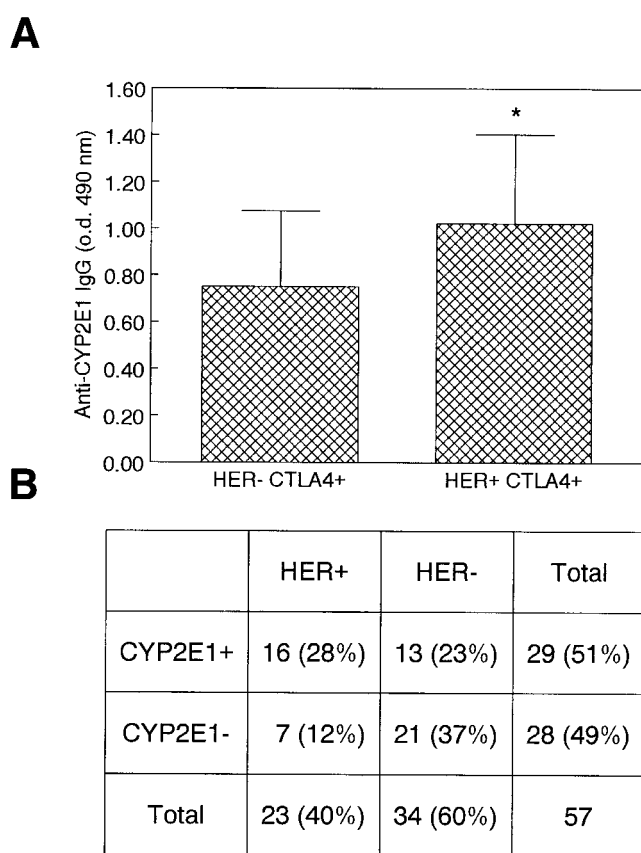 A
Anti-CYP2E1 IgG (o.d. 490 nm)
1.60
1.40
1.20
1.00
0.80
0.60
0.40
0.20
0.00
*
HER- CTLA4+ HER+ CTLA4+
B
HER+ HER- Total
CYP2E1+ 16 (28%) 13 (23%) 29 (51%)
CYP2E1- 7 (12%) 21 (37%) 28 (49%)
Total 23 (40%) 34 (60%) 57